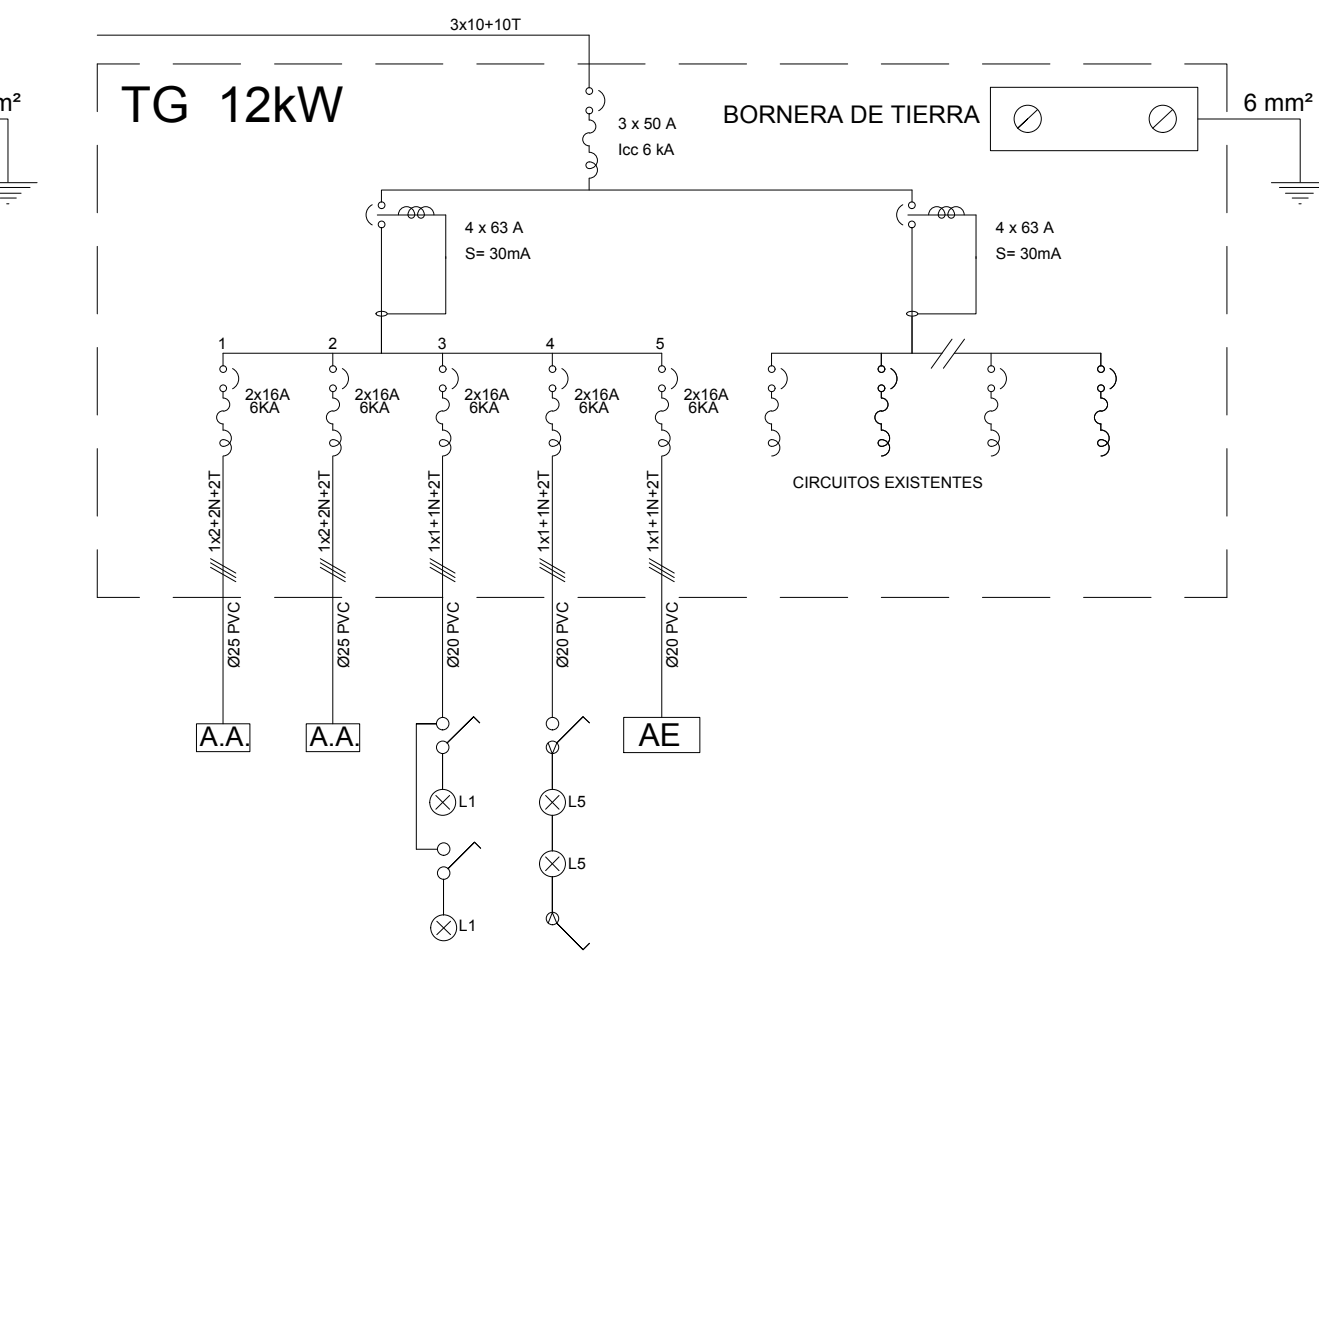 3x10+10T
TG 12kW
3 x 50 A
Icc 6 kA
BORNERA DE TIERRA
6 mm²
m²
4 x 63 A
S= 30mA
4 x 63 A
S= 30mA
1
2
3
4
5
2x16A
6KA
2x16A
6KA
2x16A
6KA
2x16A
6KA
2x16A
6KA
CIRCUITOS EXISTENTES
1x2+2N+2T
1x2+2N+2T
1x1+1N+2T
1x1+1N+2T
1x1+1N+2T
Ø25 PVC
Ø25 PVC
Ø20 PVC
Ø20 PVC
Ø20 PVC
A.A.
A.A.
AE
L1
L5
L5
L1